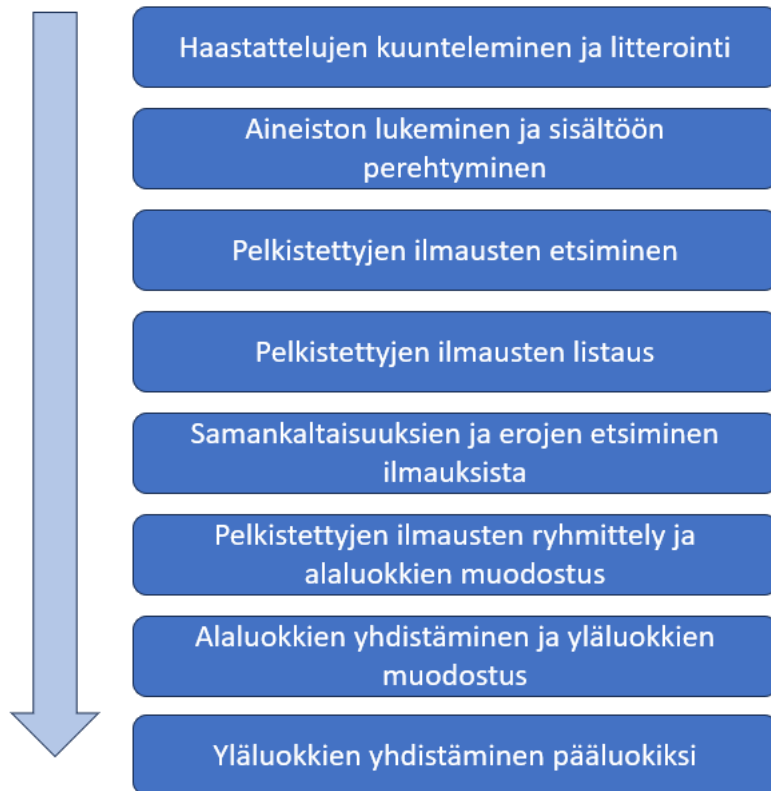 Haastattelujen kuunteleminen ja litterointi
Aineiston lukeminen ja sisältöön
perehtyminen
Pelkistettyjen ilmausten etsiminen
Pelkistettyjen ilmausten listaus
Samankaltaisuuksien ja erojen etsiminen
ilmauksista
Pelkistettyjen ilmausten ryhmittely ja
alaluokkien muodostus
Alaluokkien yhdistäminen ja yläluokkien
muodostus
Yläluokkien yhdistäminen pääluokiksi